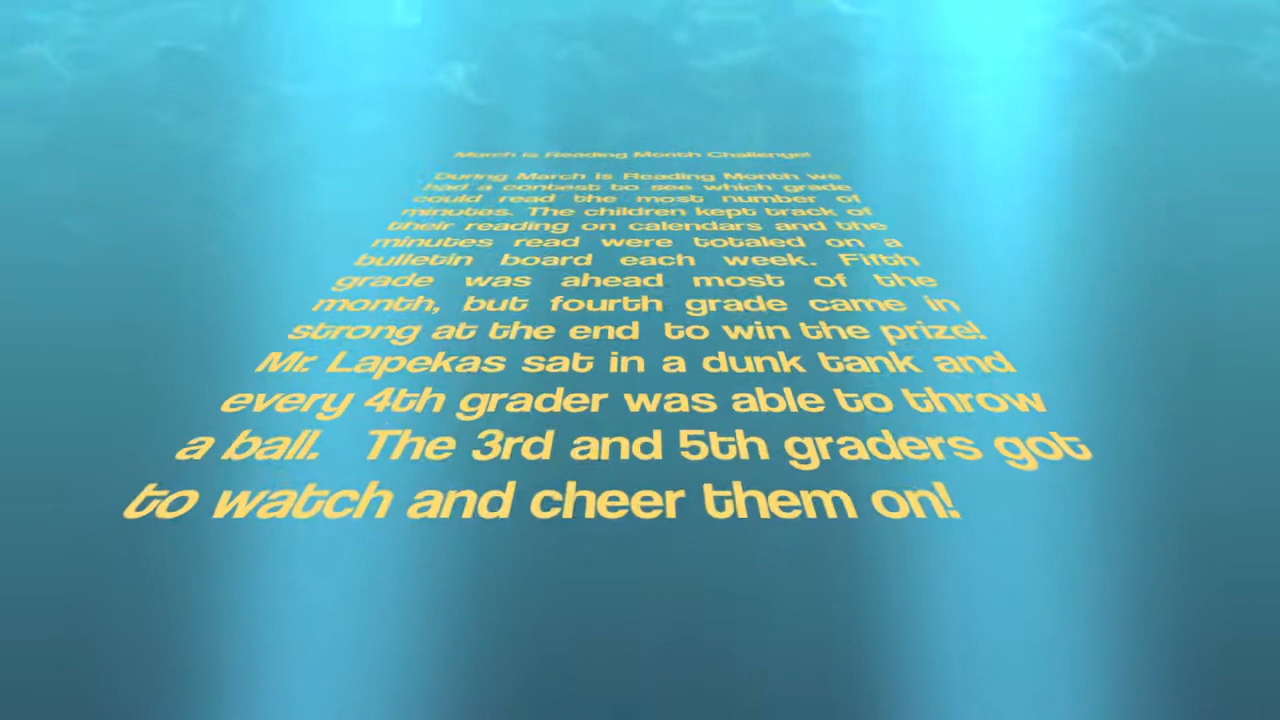 March is Reading Month Challenge!
During March is Reading Month we
had a contest to see which grade
could read the most number of
minutes. The children kept track of
their reading on calendars and the
minutes read were totaled on a
bulletin board each week. Fifth
grade was ahead most of the
month, but fourth grade came in
strong at the end to win the prize!
Mr. Lapekas sat in a dunk tank and
every 4th grader was able to throw
a ball. The 3rd and 5th graders got
to watch and cheer them on!